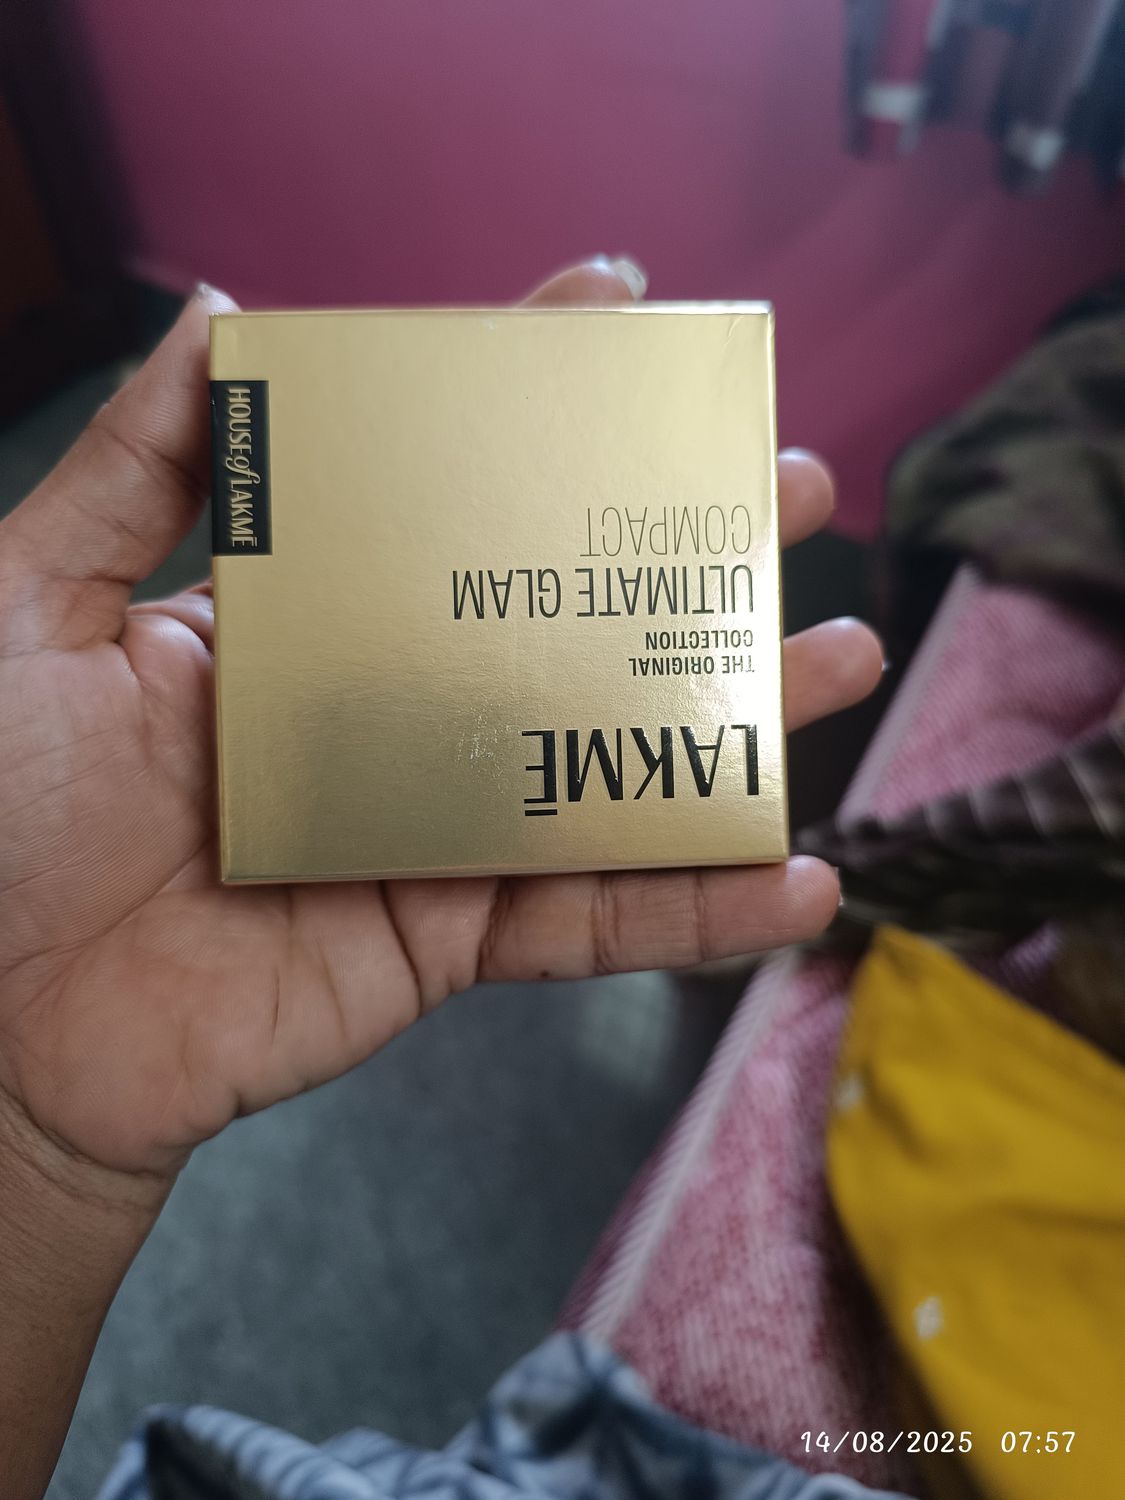 LAKMĒ
THE ORIGINAL
COLLECTION
ULTIMATE GLAM
COMPACT
HOUSE of LAKMĒ
14/08/2025 07:57